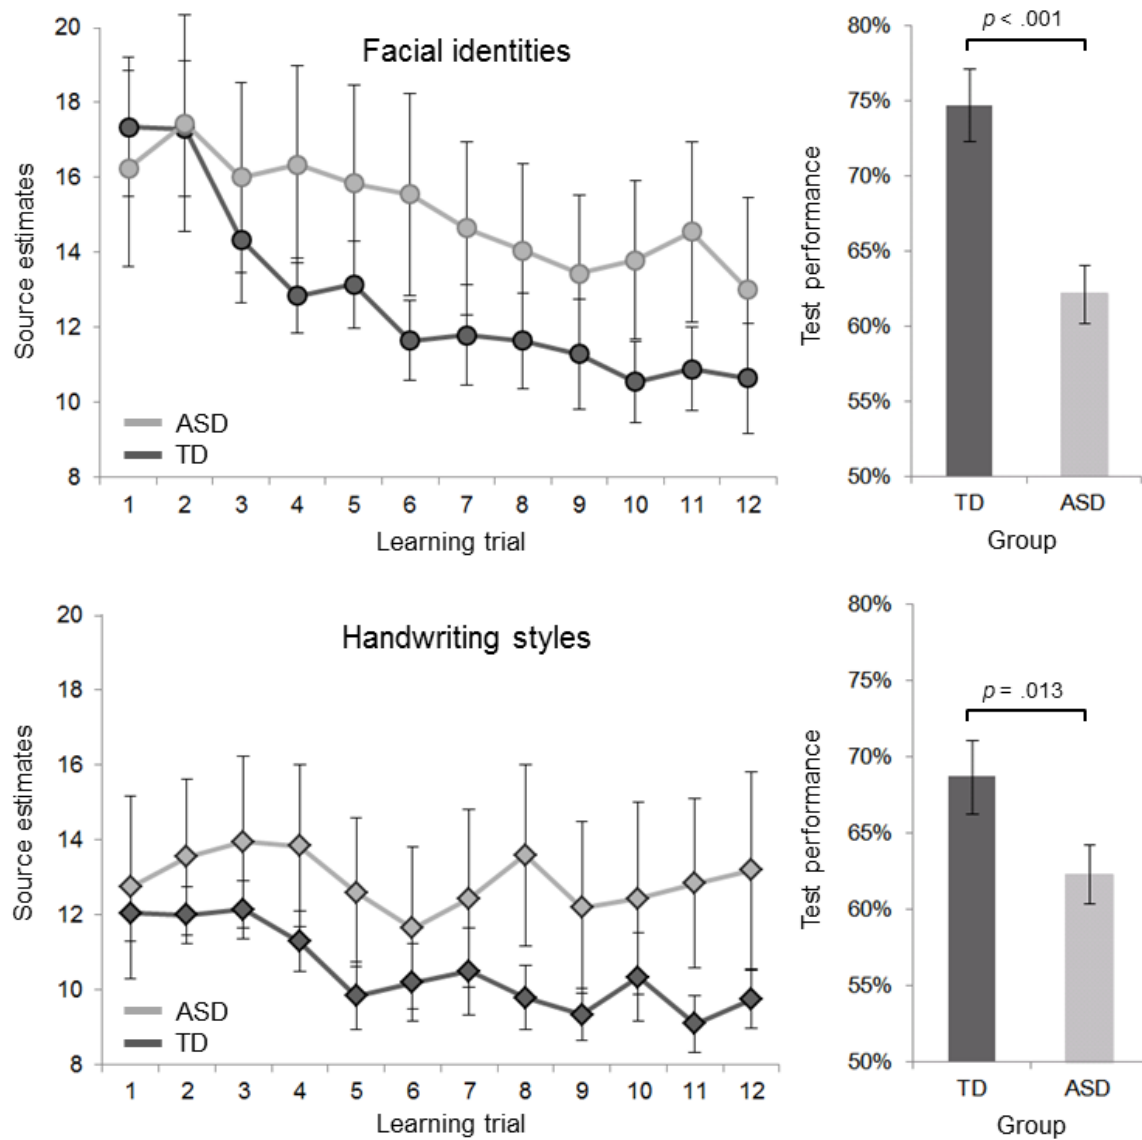 Facial identities
Source estimates
20
18
16
14
12
10
8
ASD
TD
1 2 3 4 5 6 7 8 9 10 11 12
Learning trial
p < .001
Test performance
80%
75%
70%
65%
60%
55%
50%
TD ASD
Group
Handwriting styles
Source estimates
20
18
16
14
12
10
8
ASD
TD
1 2 3 4 5 6 7 8 9 10 11 12
Learning trial
p = .013
Test performance
80%
75%
70%
65%
60%
55%
50%
TD ASD
Group